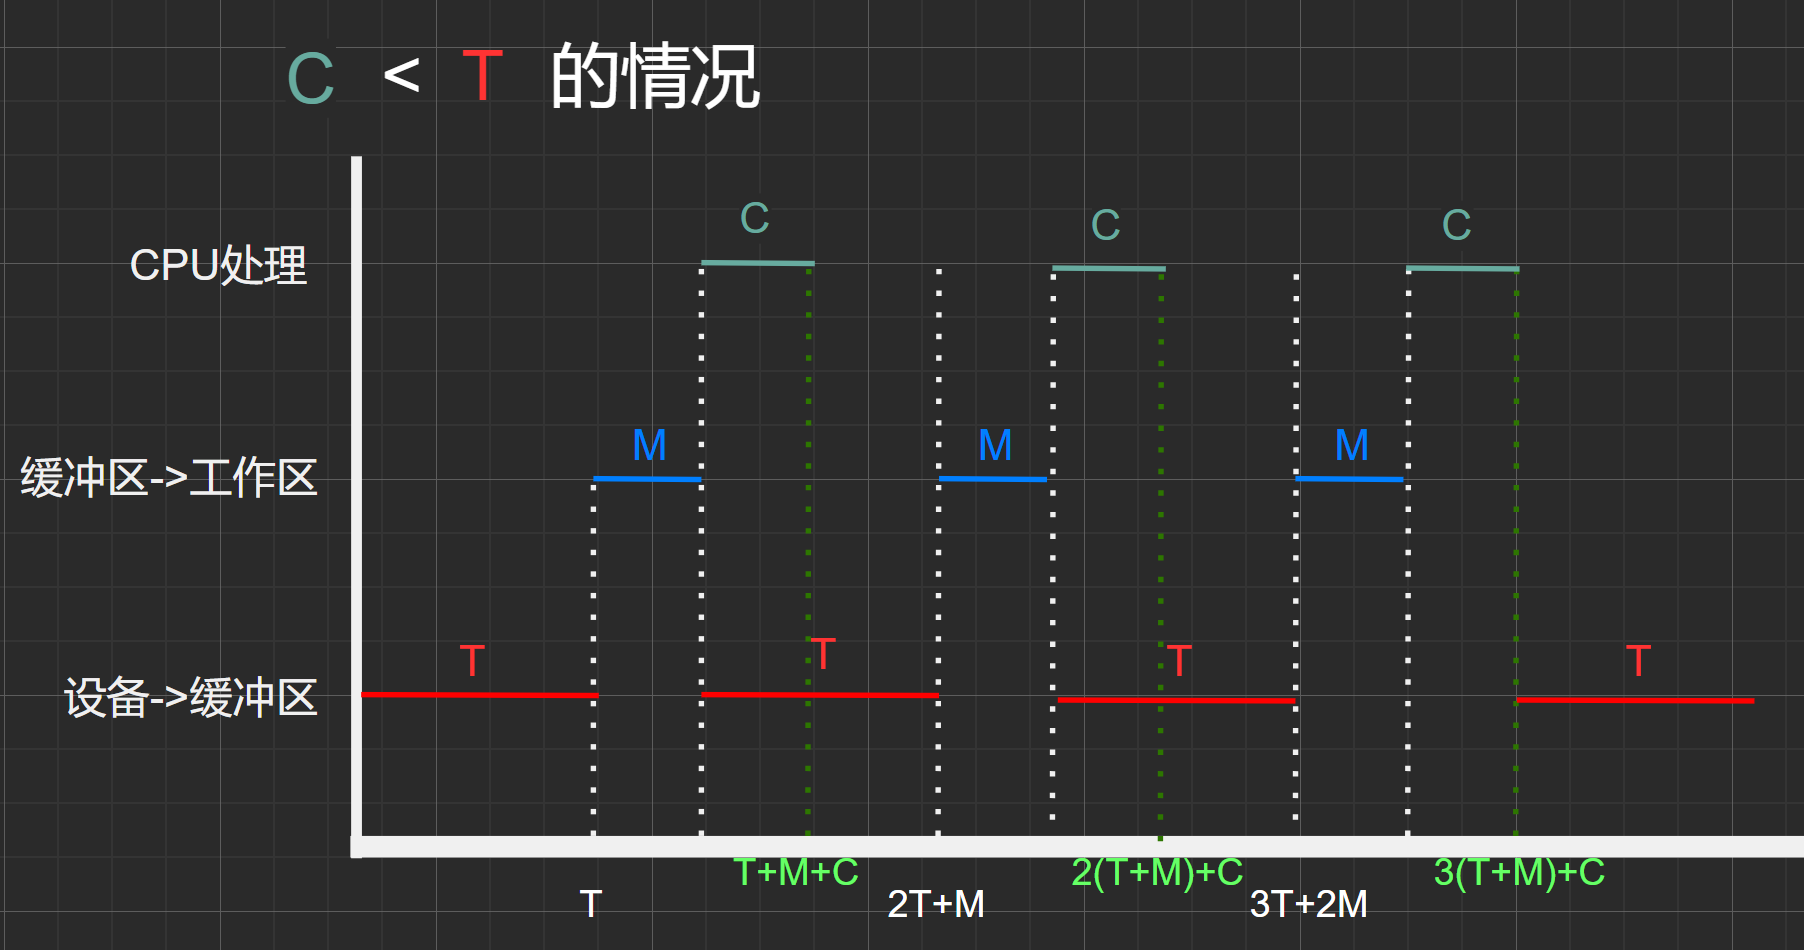 C < T 的情况
C C C
CPU处理
M M M
缓冲区->工作区
T T T T
设备->缓冲区
T+M+C 2(T+M)+C 3(T+M)+C
T 2T+M 3T+2M